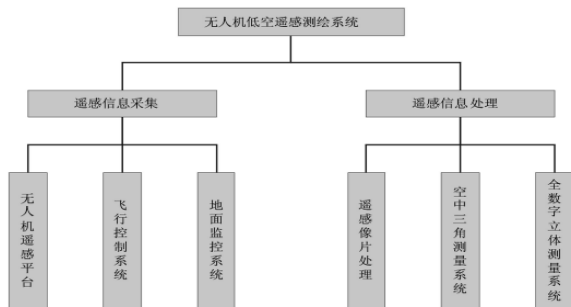 无人机低空遥感测绘系统
遥感信息采集
遥感信息处理
无人机遥感平台
飞行控制系统
地面监控系统
遥感像片处理
空中三角测量系统
全数字立体测量系统